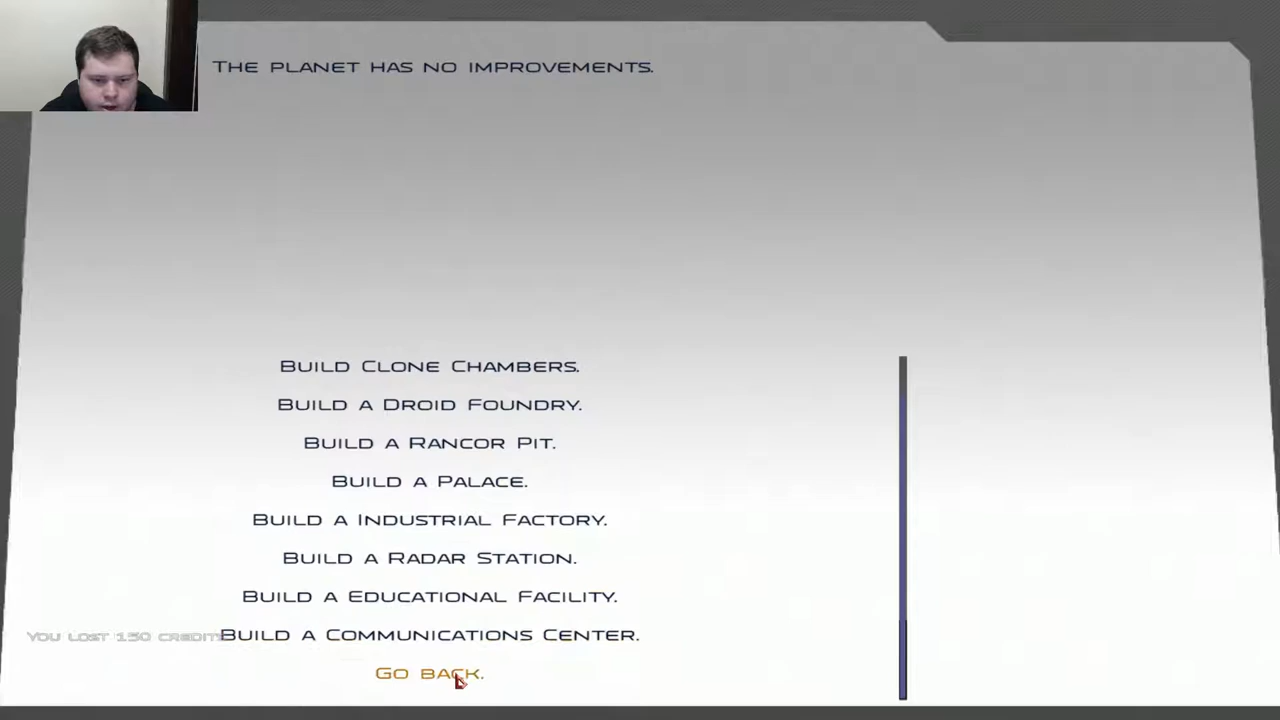 The planet has no improvements.
Build Clone Chambers.
Build a Droid Foundry.
Build a Rancor Pit.
Build a Palace.
Build a Industrial Factory.
Build a Radar Station.
Build a Educational Facility.
You lost 150 credits
Build a Communications Center.
Go back.